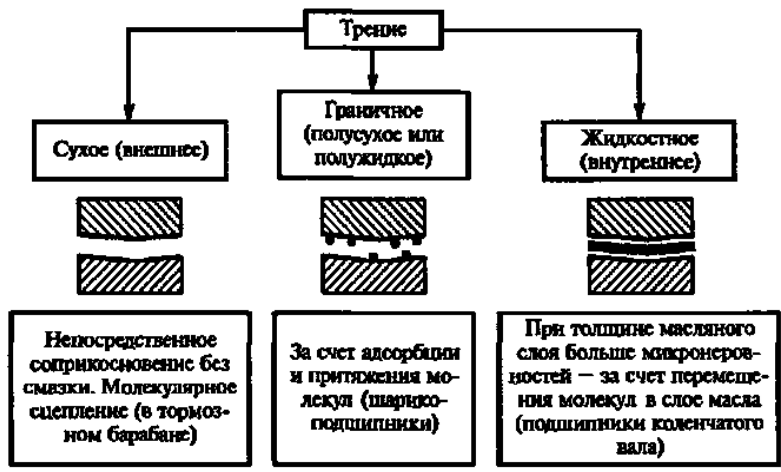 Трение
Сухое (внешнее)
Граничное
(полусухое или
полужидкое)
Жидкостное
(внутреннее)
Непосредственное
соприкосновение без
смазки. Молекулярное
сцепление (в тормоз-
ном барабане)
За счет адсорбции
и притяжения мо-
лекул (шарико-
подшипники)
При толщине масляного
слоя больше микронеров-
ностей — за счет перемеще-
ния молекул в слое масла
(подшипники коленчатого
вала)